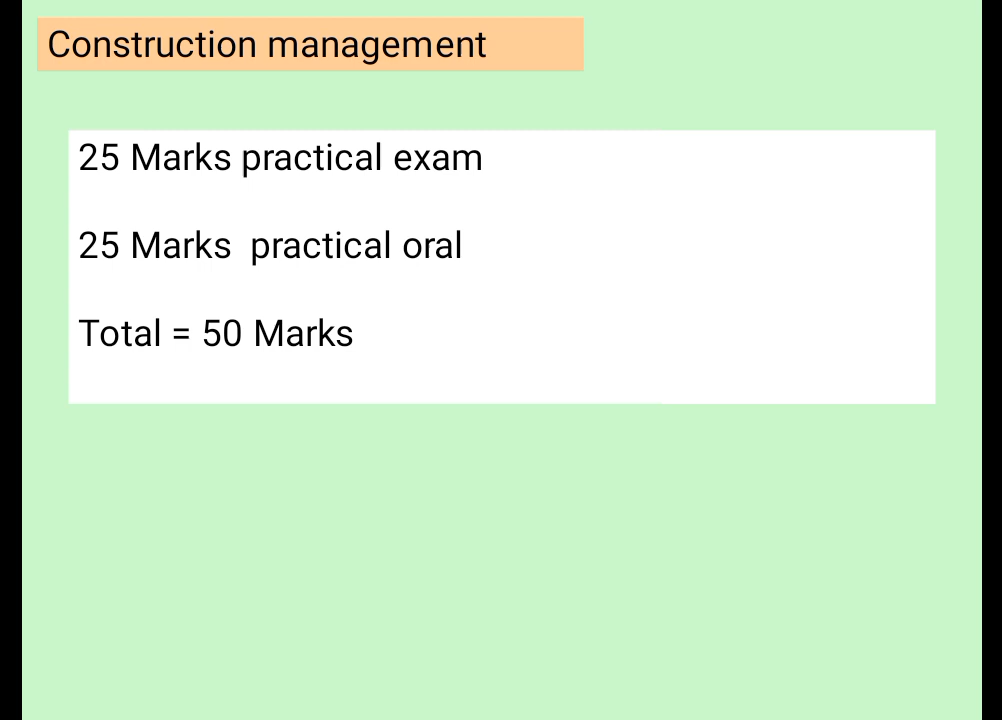 Construction management
25 Marks practical exam
25 Marks  practical oral
Total = 50 Marks